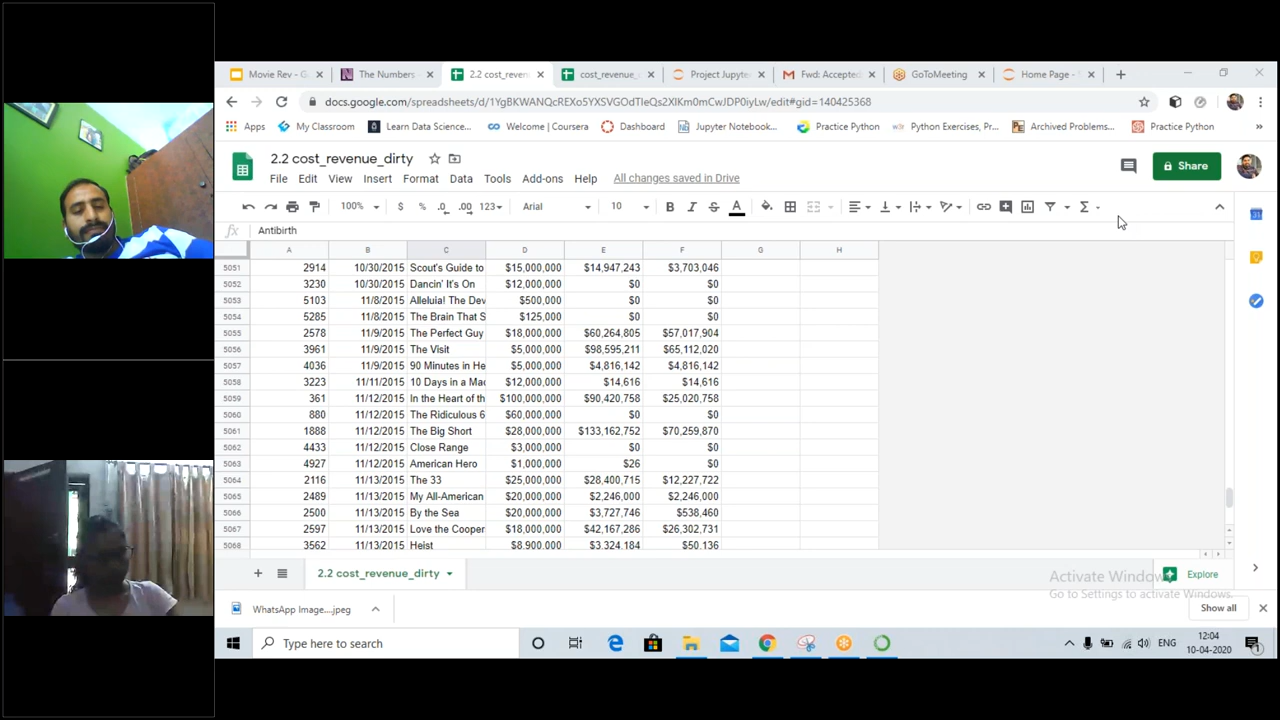 Movie Rev - G
The Numbers
2.2 cost_reven
cost_revenue_
Project Jupyte
Fwd: Accepted
GoToMeeting
Home Page -
docs.google.com/spreadsheets/d/1YgBKWANQcREXo5YXSVGOdTIeQs2XIKm0mCwJDP0iyLw/edit#gid=140425368
Apps
My Classroom
Learn Data Science...
Welcome | Coursera
Dashboard
Jupyter Notebook...
Practice Python
Python Exercises, Pr...
Archived Problems...
Practice Python
2.2 cost_revenue_dirty
Share
File Edit View Insert Format Data Tools Add-ons Help All changes saved in Drive
100% $ % .0 .00 123 Arial 10 B I S A
fx Antibirth
A B C D E F G H
5051 2914 10/30/2015 Scout's Guide to $15,000,000 $14,947,243 $3,703,046
5052 3230 10/30/2015 Dancin' It's On $12,000,000 $0 $0
5053 5103 11/8/2015 Alleluia! The Dev $500,000 $0 $0
5054 5285 11/8/2015 The Brain That S $125,000 $0 $0
5055 2578 11/9/2015 The Perfect Guy $18,000,000 $60,264,805 $57,017,904
5056 3961 11/9/2015 The Visit $5,000,000 $98,595,211 $65,112,020
5057 4036 11/9/2015 90 Minutes in He $5,000,000 $4,816,142 $4,816,142
5058 3223 11/11/2015 10 Days in a Mad $12,000,000 $14,616 $14,616
5059 361 11/12/2015 In the Heart of th $100,000,000 $90,420,758 $25,020,758
5060 880 11/12/2015 The Ridiculous 6 $60,000,000 $0 $0
5061 1888 11/12/2015 The Big Short $28,000,000 $133,162,752 $70,259,870
5062 4433 11/12/2015 Close Range $3,000,000 $0 $0
5063 4927 11/12/2015 American Hero $1,000,000 $26 $0
5064 2116 11/13/2015 The 33 $25,000,000 $28,400,715 $12,227,722
5065 2489 11/13/2015 My All-American $20,000,000 $2,246,000 $2,246,000
5066 2500 11/13/2015 By the Sea $20,000,000 $3,727,746 $538,460
5067 2597 11/13/2015 Love the Cooper $18,000,000 $42,167,286 $26,302,731
5068 3562 11/13/2015 Heist $8,900,000 $3,324,184 $50,136
2.2 cost_revenue_dirty
Explore
Activate Windows
Go to Settings to activate Windows.
WhatsApp Image....jpeg
Show all
Type here to search
ENG
12:04
10-04-2020